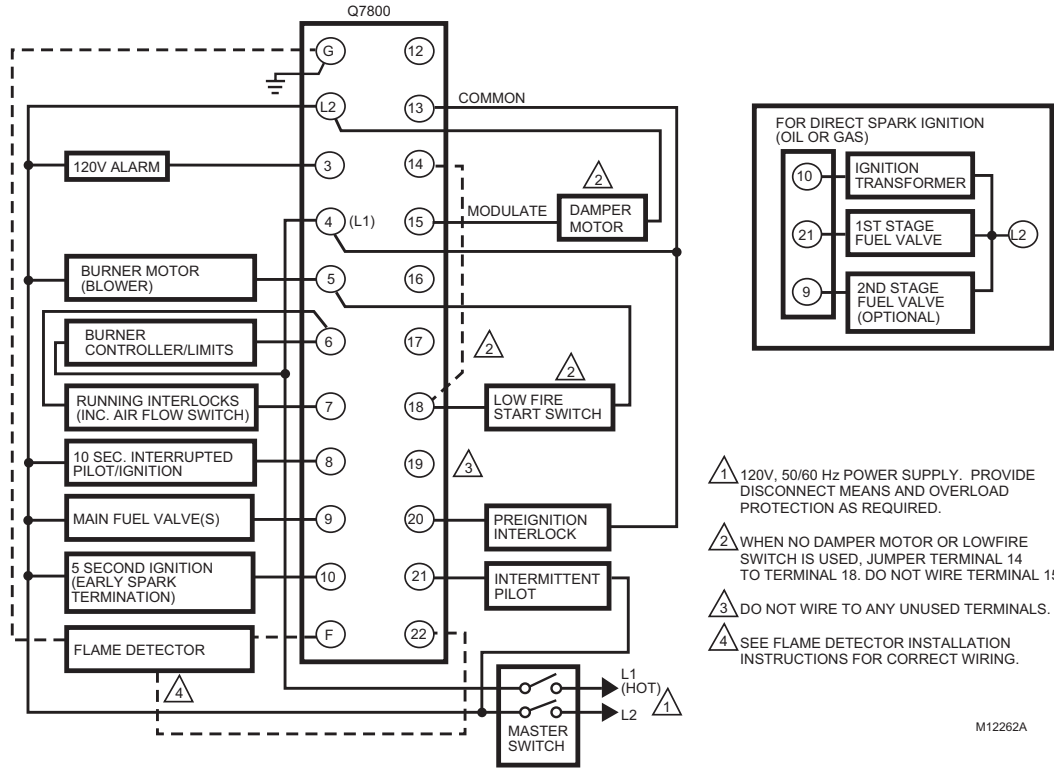 Q7800
G
12
L2
13
COMMON
120V ALARM
3
14
2
4
(L1)
15
MODULATE
DAMPER
MOTOR
BURNER MOTOR
(BLOWER)
5
16
BURNER
CONTROLLER/LIMITS
6
17
2
2
RUNNING INTERLOCKS
(INC. AIR FLOW SWITCH)
7
18
LOW FIRE
START SWITCH
10 SEC. INTERRUPTED
PILOT/IGNITION
8
19
3
MAIN FUEL VALVE(S)
9
20
PREIGNITION
INTERLOCK
5 SECOND IGNITION
(EARLY SPARK
TERMINATION)
10
21
INTERMITTENT
PILOT
FLAME DETECTOR
F
22
4
L1
(HOT)
1
L2
MASTER
SWITCH
FOR DIRECT SPARK IGNITION
(OIL OR GAS)
10
IGNITION
TRANSFORMER
21
1ST STAGE
FUEL VALVE
L2
9
2ND STAGE
FUEL VALVE
(OPTIONAL)
1 120V, 50/60 Hz POWER SUPPLY. PROVIDE
DISCONNECT MEANS AND OVERLOAD
PROTECTION AS REQUIRED.
2 WHEN NO DAMPER MOTOR OR LOWFIRE
SWITCH IS USED, JUMPER TERMINAL 14
TO TERMINAL 18. DO NOT WIRE TERMINAL 15
3 DO NOT WIRE TO ANY UNUSED TERMINALS.
4 SEE FLAME DETECTOR INSTALLATION
INSTRUCTIONS FOR CORRECT WIRING.
M12262A